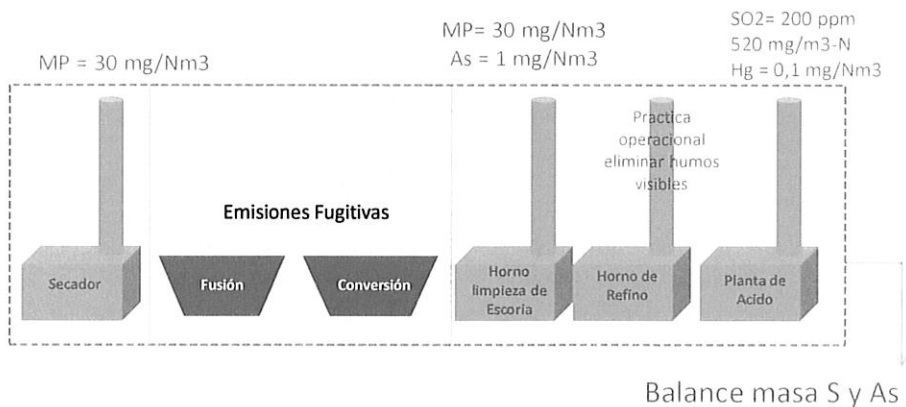 MP = 30 mg/Nm3
MP= 30 mg/Nm3
As = 1 mg/Nm3
SO2= 200 ppm
520 mg/m3-N
Hg = 0,1 mg/Nm3
Practica
operacional
eliminar humos
visibles
Emisiones Fugitivas
Secador
Fusión
Conversión
Horno
limpieza de
Escoria
Horno de
Refino
Planta de
Acido
Balance masa S y As